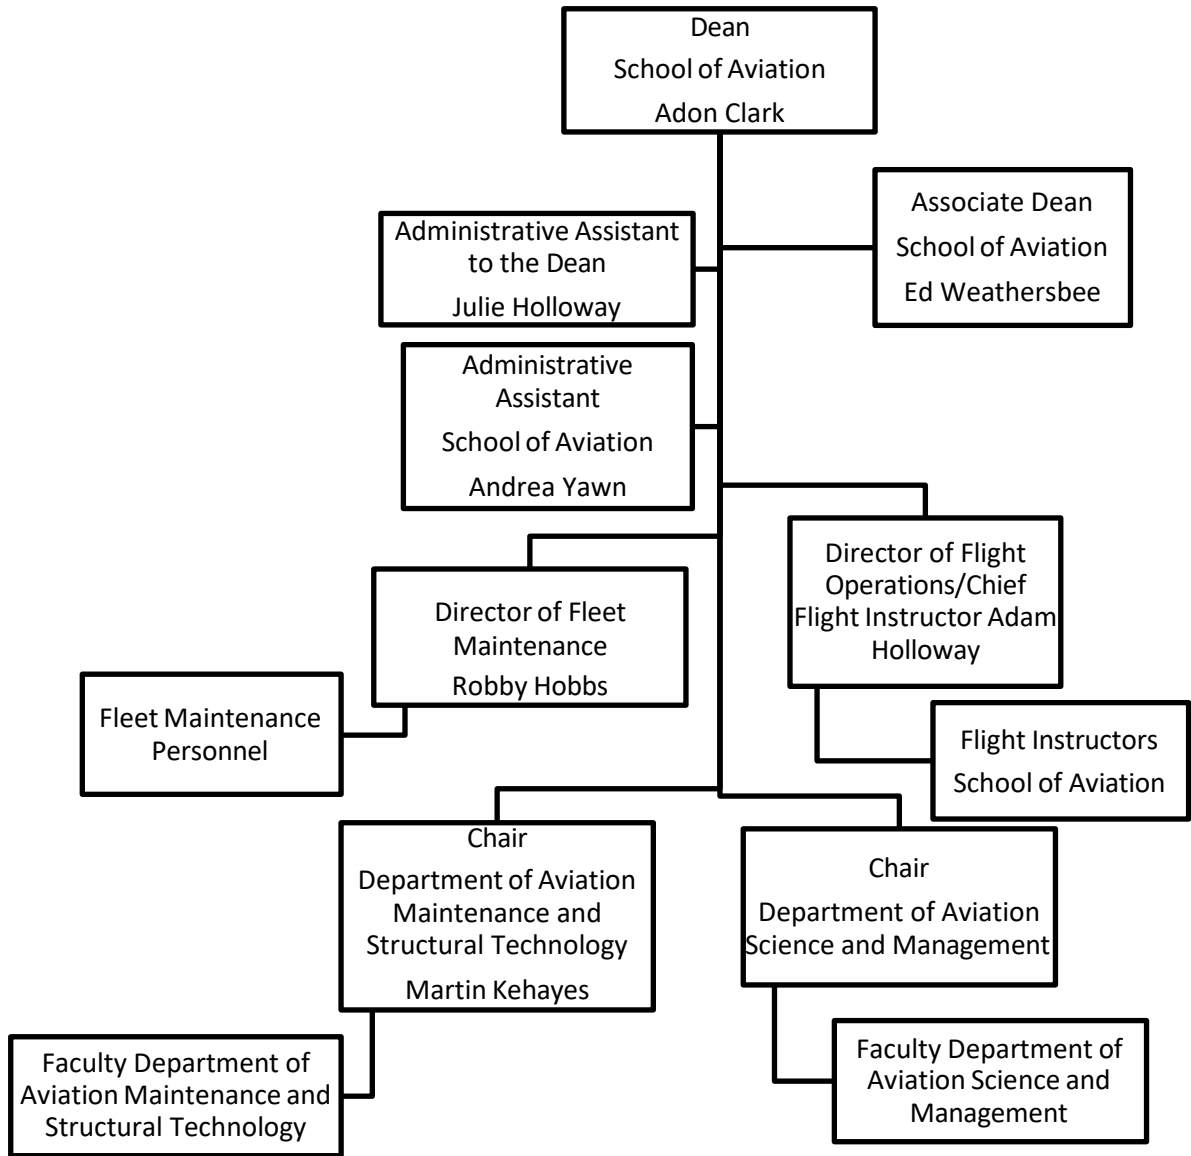 Dean
School of Aviation
Adon Clark
Associate Dean
School of Aviation
Ed Weathersbee
Administrative Assistant
to the Dean
Julie Holloway
Administrative
Assistant
School of Aviation
Andrea Yawn
Director of Flight
Operations/Chief
Flight Instructor Adam
Holloway
Director of Fleet
Maintenance
Robby Hobbs
Fleet Maintenance
Personnel
Flight Instructors
School of Aviation
Chair
Department of Aviation
Maintenance and
Structural Technology
Martin Kehayes
Chair
Department of Aviation
Science and Management
Faculty Department of
Aviation Maintenance and
Structural Technology
Faculty Department of
Aviation Science and
Management